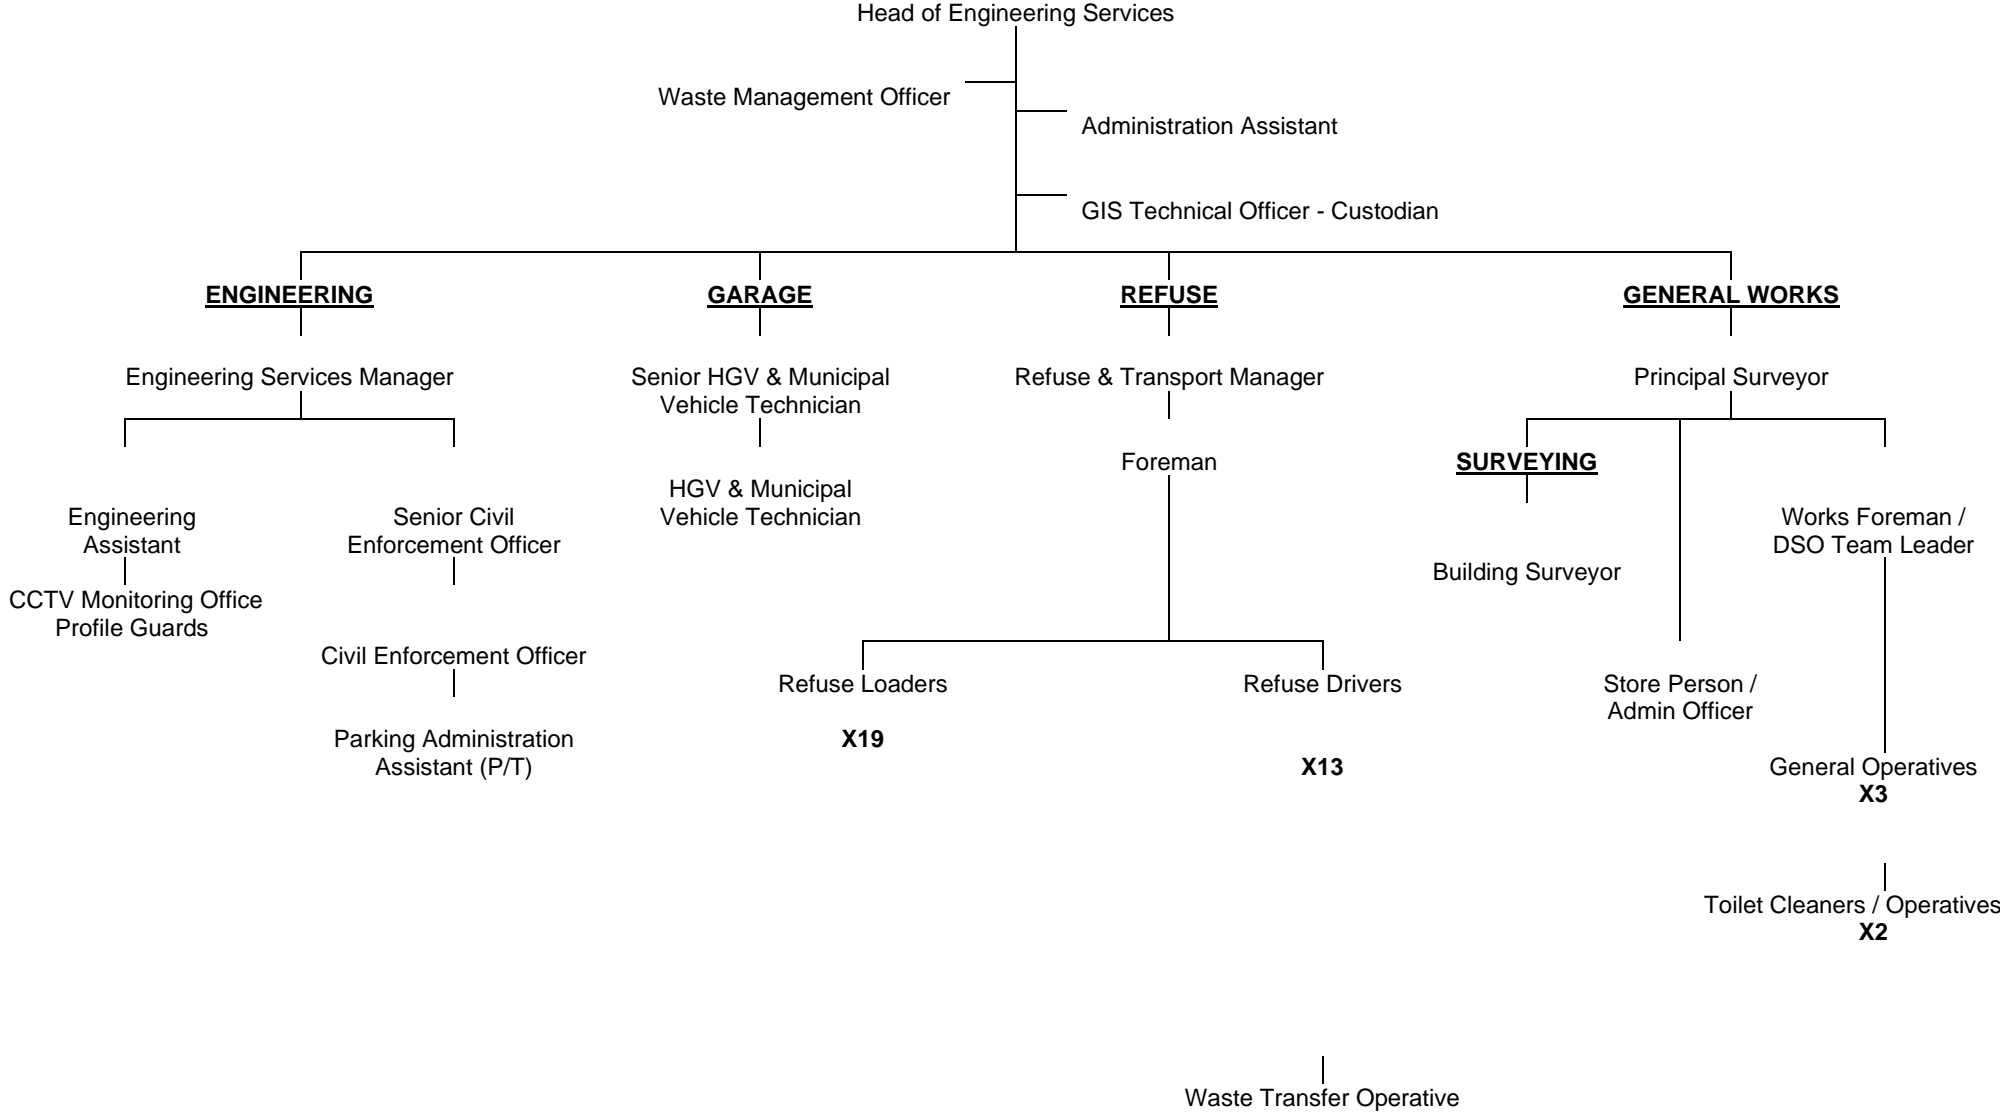 Head of Engineering Services
Waste Management Officer
Administration Assistant
GIS Technical Officer - Custodian
ENGINEERING
GARAGE
REFUSE
GENERAL WORKS
Engineering Services Manager
Senior HGV & Municipal
Vehicle Technician
Refuse & Transport Manager
Principal Surveyor
Foreman
SURVEYING
HGV & Municipal
Vehicle Technician
Engineering
Assistant
Senior Civil
Enforcement Officer
Works Foreman /
DSO Team Leader
Building Surveyor
CCTV Monitoring Office
Profile Guards
Civil Enforcement Officer
Refuse Loaders
X19
Refuse Drivers
X13
Store Person /
Admin Officer
Parking Administration
Assistant (P/T)
General Operatives
X3
Toilet Cleaners / Operatives
X2
Waste Transfer Operative